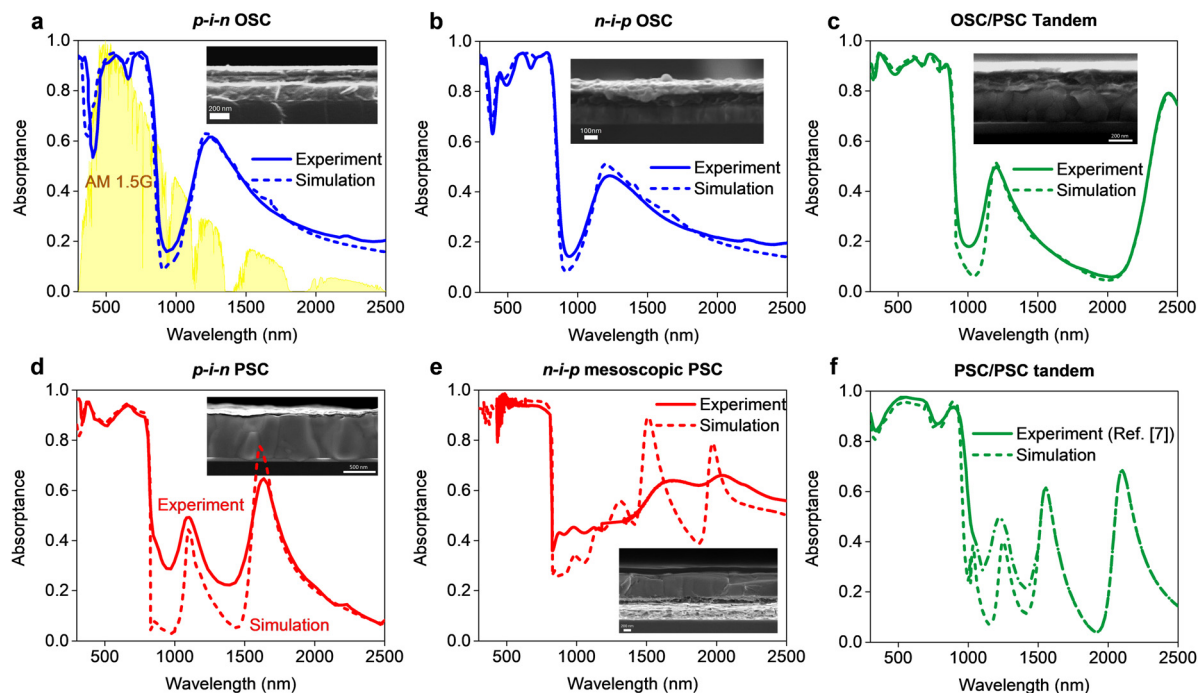 a
p-i-n OSC
1.0
0.8
0.6
0.4
0.2
0.0
Absorptance
200 nm
Experiment
Simulation
AM 1.5G
500 1000 1500 2000 2500
Wavelength (nm)
b
n-i-p OSC
1.0
0.8
0.6
0.4
0.2
0.0
Absorptance
100nm
Experiment
Simulation
500 1000 1500 2000 2500
Wavelength (nm)
c
OSC/PSC Tandem
1.0
0.8
0.6
0.4
0.2
0.0
Absorptance
200 nm
Experiment
Simulation
500 1000 1500 2000 2500
Wavelength (nm)
d
p-i-n PSC
1.0
0.8
0.6
0.4
0.2
0.0
Absorptance
500 nm
Experiment
Simulation
500 1000 1500 2000 2500
Wavelength (nm)
e
n-i-p mesoscopic PSC
1.0
0.8
0.6
0.4
0.2
0.0
Absorptance
Experiment
Simulation
500 1000 1500 2000 2500
Wavelength (nm)
f
PSC/PSC tandem
1.0
0.8
0.6
0.4
0.2
0.0
Absorptance
Experiment (Ref. [7])
Simulation
500 1000 1500 2000 2500
Wavelength (nm)